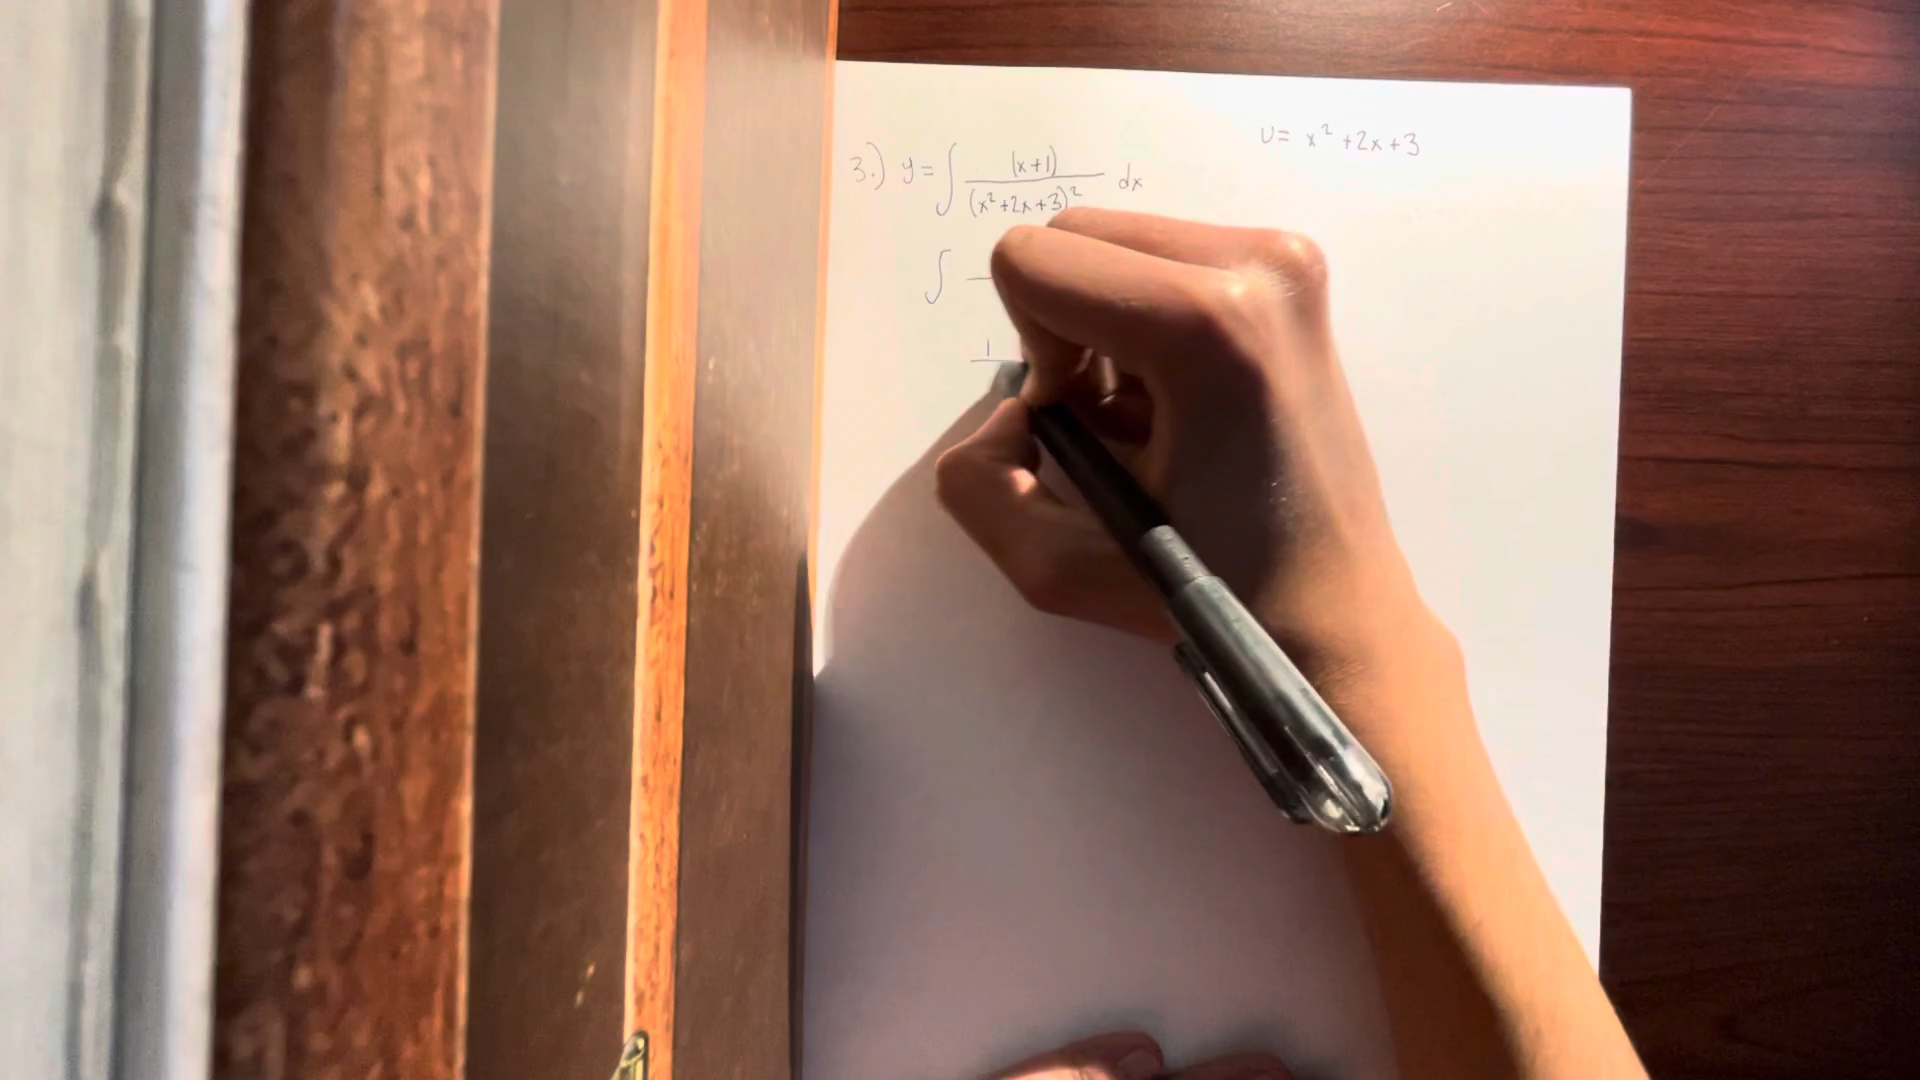 3.) y = ∫ (x+1) / (x² + 2x + 3)² dx
U = x² + 2x + 3
∫
1